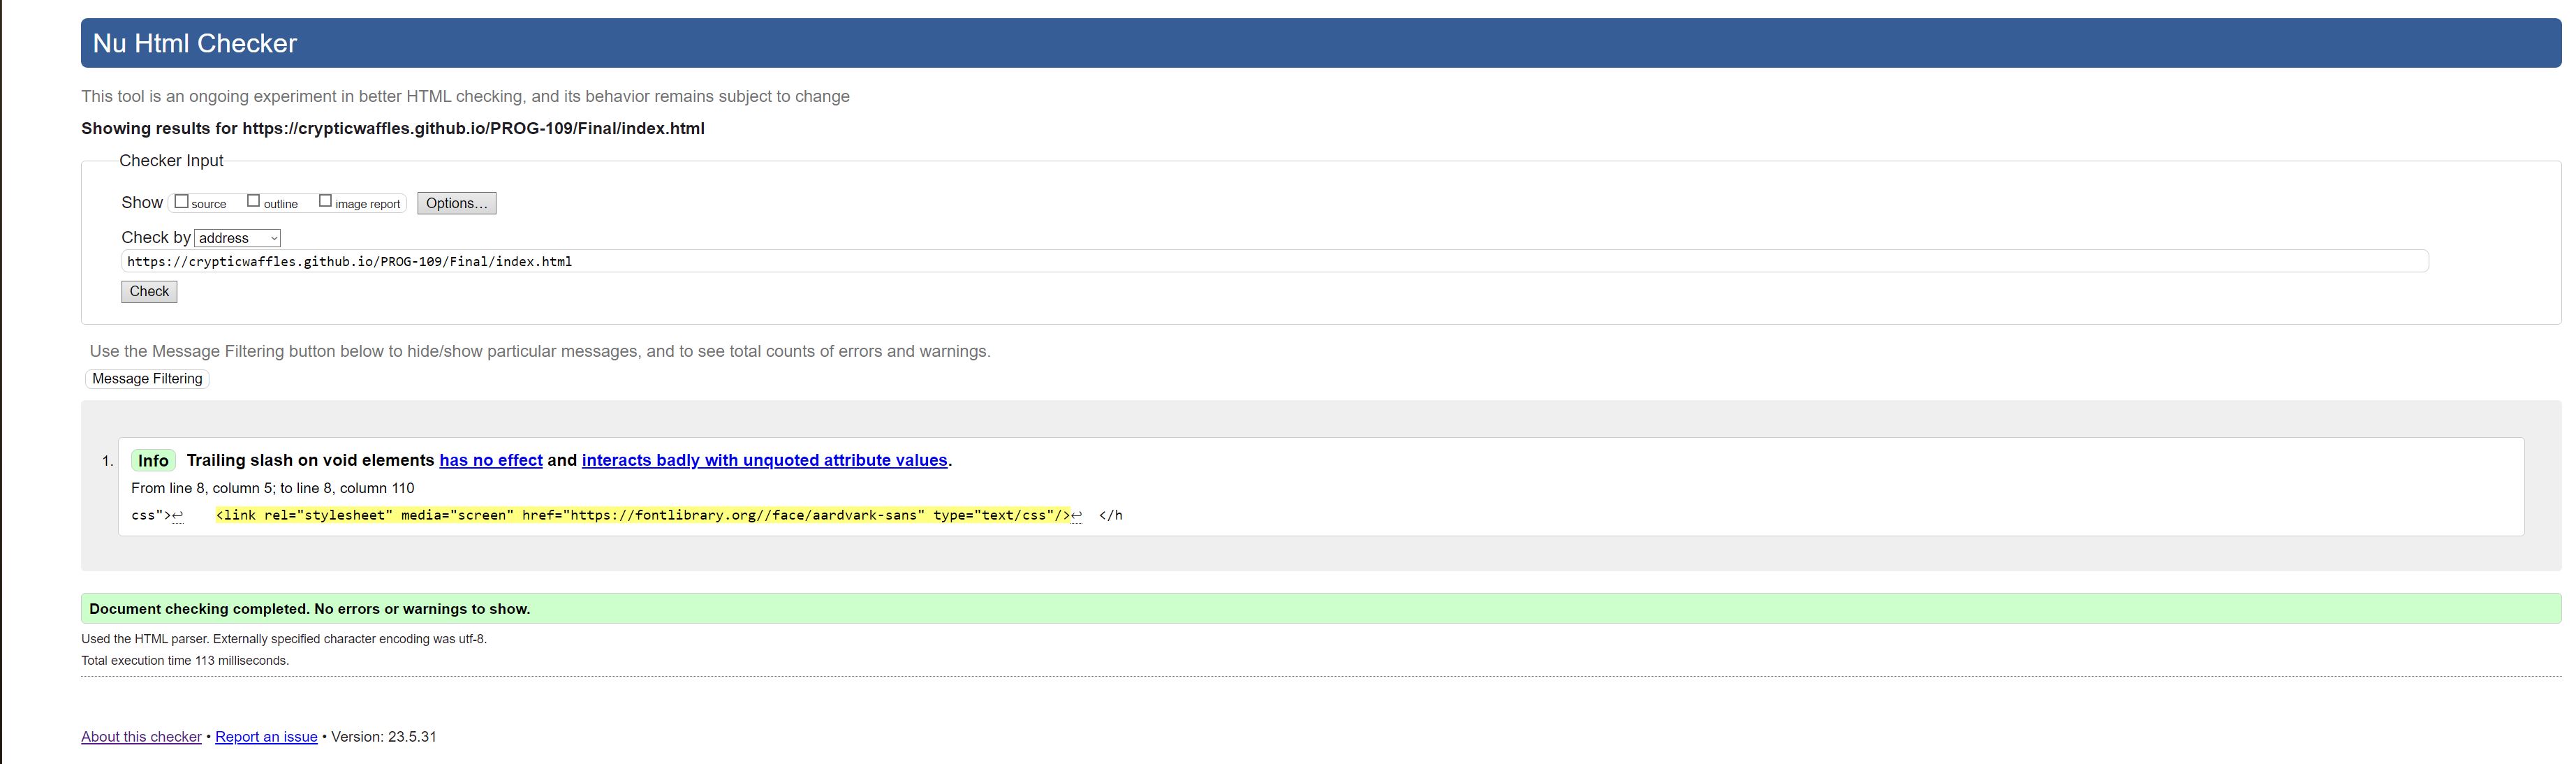 Nu Html Checker
This tool is an ongoing experiment in better HTML checking, and its behavior remains subject to change
Showing results for https://crypticwaffles.github.io/PROG-109/Final/index.html
Checker Input
Show source outline image report Options...
Check by address
https://crypticwaffles.github.io/PROG-109/Final/index.html
Check
Use the Message Filtering button below to hide/show particular messages, and to see total counts of errors and warnings.
Message Filtering
1. Info Trailing slash on void elements has no effect and interacts badly with unquoted attribute values.
From line 8, column 5; to line 8, column 110
css">↩ <link rel="stylesheet" media="screen" href="https://fontlibrary.org//face/aardvark-sans" type="text/css"/>↩ </h
Document checking completed. No errors or warnings to show.
Used the HTML parser. Externally specified character encoding was utf-8.
Total execution time 113 milliseconds.
About this checker • Report an issue • Version: 23.5.31